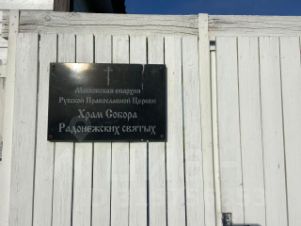 Московская епархия
Русской Православной Церкви
Храм Собора
Радонежских святых